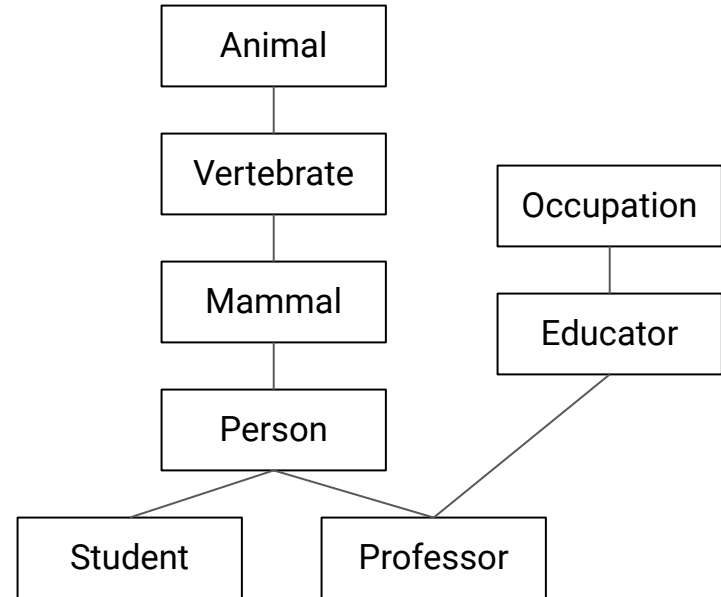 Animal
Vertebrate
Occupation
Mammal
Educator
Person
Student
Professor